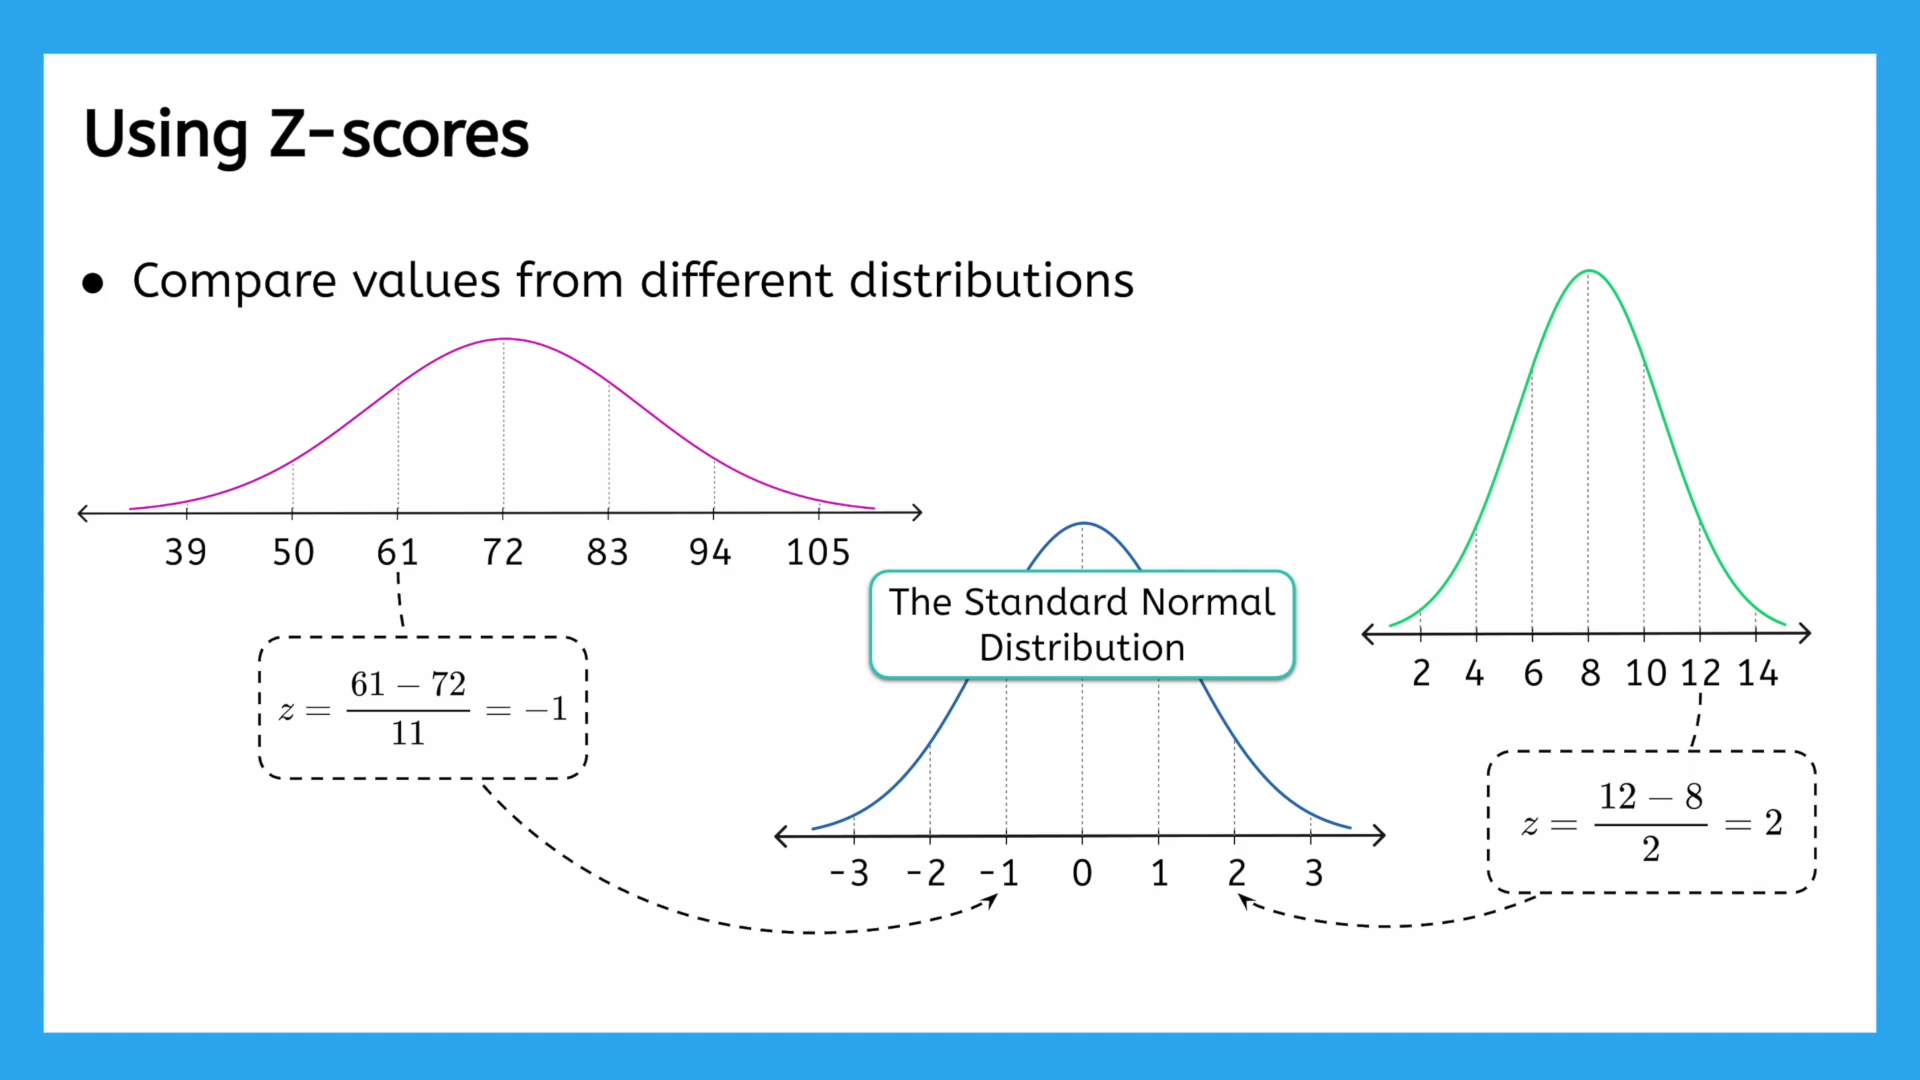 Using Z-scores
● Compare values from different distributions
39 50 61 72 83 94 105
z = \frac{61 − 72}{11} = −1
The Standard Normal
Distribution
-3 -2 -1 0 1 2 3
2 4 6 8 10 12 14
z = \frac{12 − 8}{2} = 2